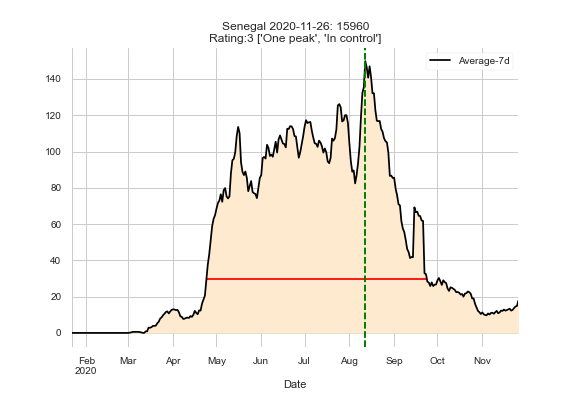 Senegal 2020-11-26: 15960
Rating:3 ['One peak', 'In control']
Average-7d
140
120
100
80
60
40
20
0
Feb Mar Apr May Jun Jul Aug Sep Oct Nov
2020
Date